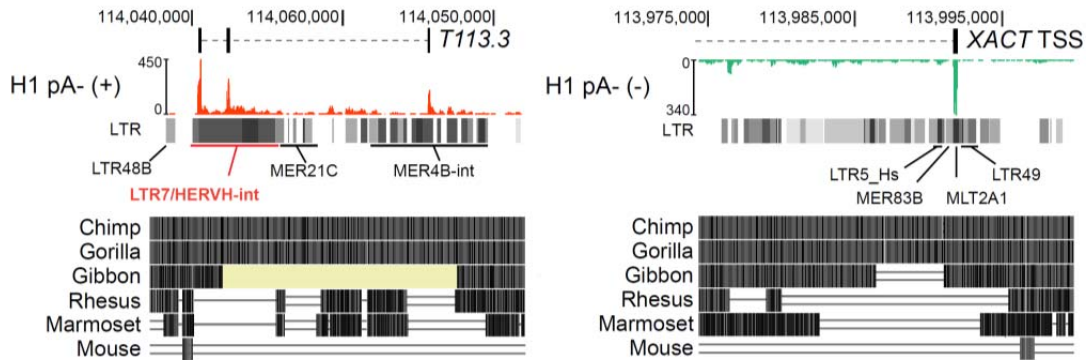 114,040,000 114,060,000 114,050,000
T113.3
450
H1 pA- (+)
0
LTR
LTR48B
MER21C
MER4B-int
LTR7/HERVH-int
Chimp
Gorilla
Gibbon
Rhesus
Marmoset
Mouse
113,975,000 113,985,000 113,995,000
XACT TSS
0
H1 pA- (-)
340
LTR
LTR5_Hs
LTR49
MER83B
MLT2A1
Chimp
Gorilla
Gibbon
Rhesus
Marmoset
Mouse